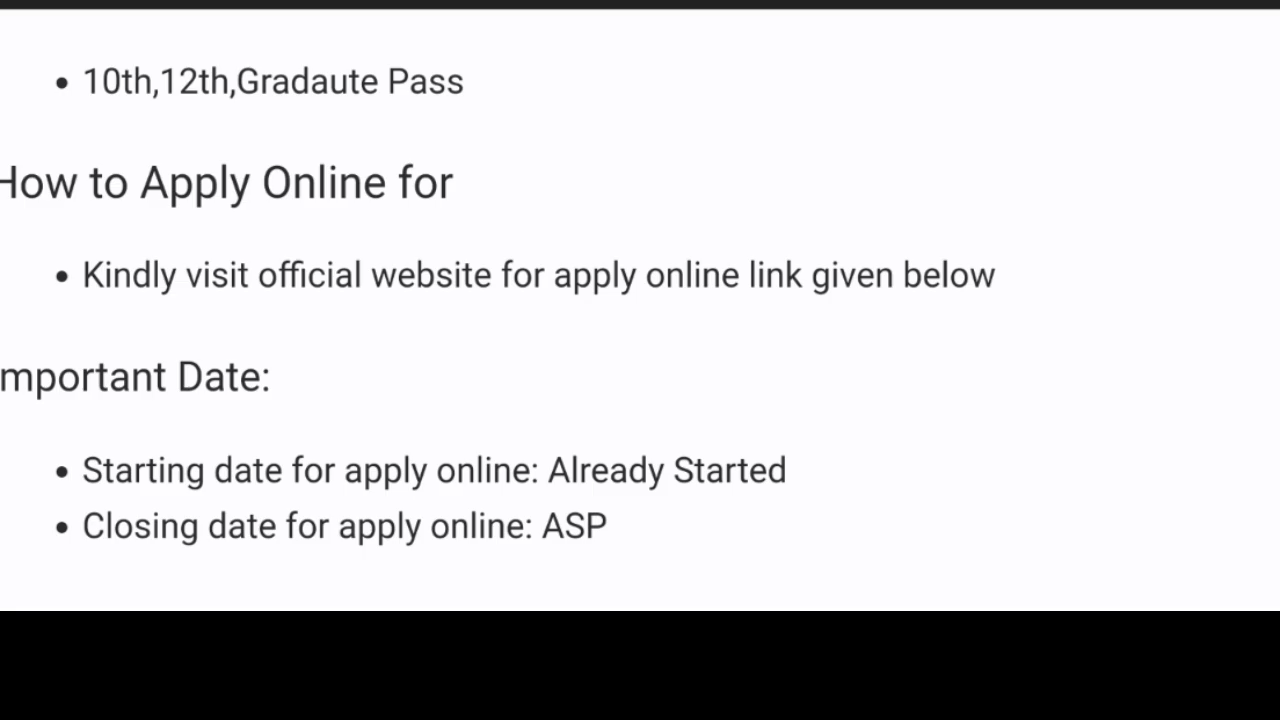 10th,12th,Gradaute Pass
How to Apply Online for
Kindly visit official website for apply online link given below
mportant Date:
Starting date for apply online: Already Started
Closing date for apply online: ASP